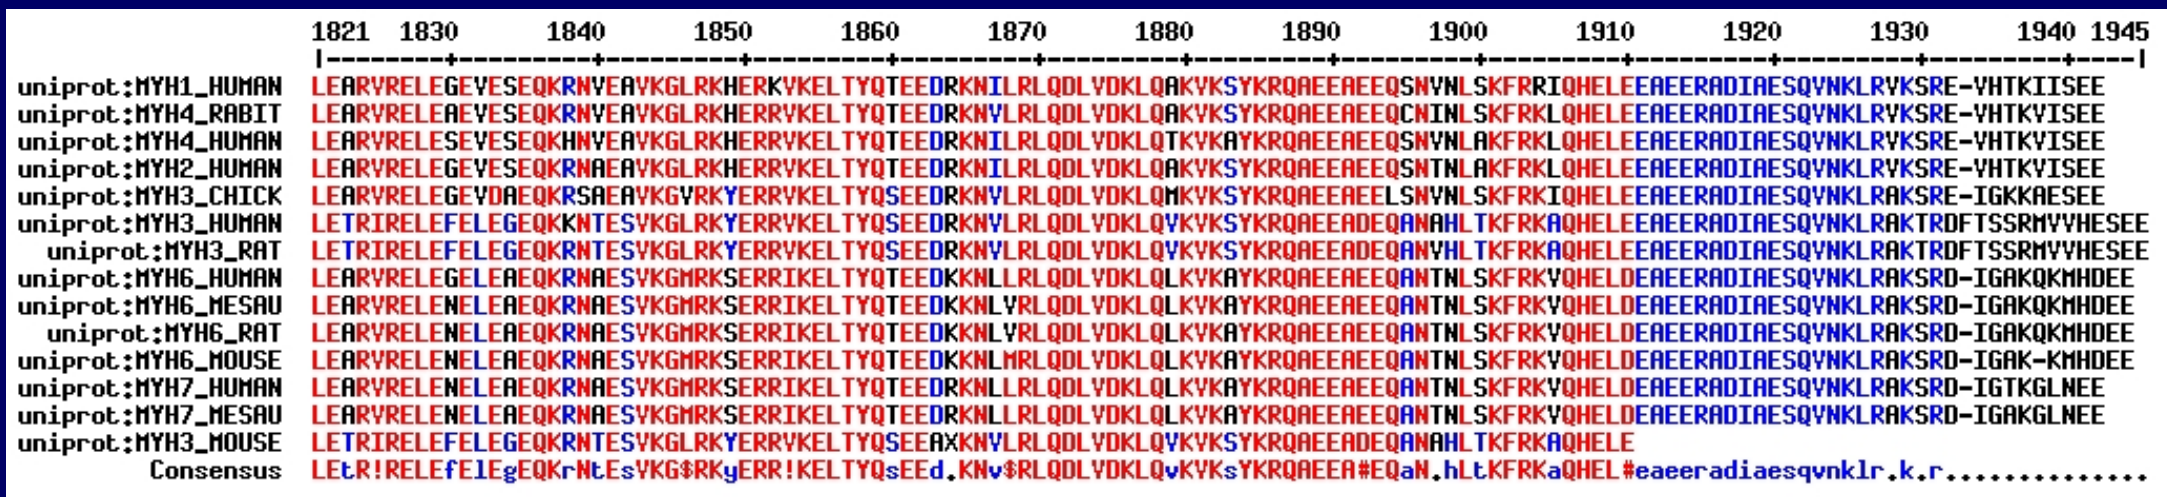 1821 1830 1840 1850 1860 1870 1880 1890 1900 1910 1920 1930 1940 1945
|--------+---------+---------+---------+---------+---------+---------+---------+---------+---------+---------+---------+----|
uniprot:MYH1_HUMAN LEARVRELEGEVESEQKRNVEAVKGLRKHERKVKELTYQTEEDRKNILRLQDLVDKLQAKVKSYKRQAEEAEEQSNVNLSKFRRIQHELEEAEERADIAESQVNKLRVKSRE-VHTKIISEE
uniprot:MYH4_RABIT LEARVRELEAEVESEQKRNVEAVKGLRKHERRVKELTYQTEEDRKNVLRLQDLVDKLQAKVKSYKRQAEEAEEQCNINLSKFRKLQHELEEAEERADIAESQVNKLRVKSRE-VHTKVISEE
uniprot:MYH4_HUMAN LEARVRELESEVESEQKHNVEAVKGLRKHERRVKELTYQTEEDRKNILRLQDLVDKLQTKVKAYKRQAEEAEEQSNVNLAKFRKLQHELEEAEERADIAESQVNKLRVKSRE-VHTKVISEE
uniprot:MYH2_HUMAN LEARVRELEGEVESEQKRNAEAVKGLRKHERRVKELTYQTEEDRKNILRLQDLVDKLQAKVKSYKRQAEEAEEQSNTNLAKFRKLQHELEEAEERADIAESQVNKLRVKSRE-VHTKVISEE
uniprot:MYH3_CHICK LEARVRELEGEVDAEQKRSAEAVKGVRKYERRVKELTYQSEEDRKNVLRLQDLVDKLQMKVKSYKRQAEEAEELSNVNLSKFRKIQHELEEAEERADIAESQVNKLRAKSRE-IGKKAESEE
uniprot:MYH3_HUMAN LETRIRELEFELEGEQKKNTESVKGLRKYERRVKELTYQSEEDRKNVLRLQDLVDKLQVKVKSYKRQAEEADEQANAHLTKFRKAQHELEEAEERADIAESQVNKLRAKTRDFTSSRMVVHESEE
uniprot:MYH3_RAT LETRIRELEFELEGEQKRNTESVKGLRKYERRVKELTYQSEEDRKNVLRLQDLVDKLQVKVKSYKRQAEEADEQANVHLTKFRKAQHELEEAEERADIAESQVNKLRAKTRDFTSSRMVVHESEE
uniprot:MYH6_HUMAN LEARVRELEGELEAEQKRNAESVKGMRKSERRIKELTYQTEEDKKNLLRLQDLVDKLQLKVKAYKRQAEEAEEQANTNLSKFRKVQHELDEAEERADIAESQVNKLRAKSRD-IGAKQKMHDEE
uniprot:MYH6_MESAU LEARVRELENELEAEQKRNAESVKGMRKSERRIKELTYQTEEDKKNLVRLQDLVDKLQLKVKAYKRQAEEAEEQANTNLSKFRKVQHELDEAEERADIAESQVNKLRAKSRD-IGAKQKMHDEE
uniprot:MYH6_RAT LEARVRELENELEAEQKRNAESVKGMRKSERRIKELTYQTEEDKKNLVRLQDLVDKLQLKVKAYKRQAEEAEEQANTNLSKFRKVQHELDEAEERADIAESQVNKLRAKSRD-IGAKQKMHDEE
uniprot:MYH6_MOUSE LEARVRELENELEAEQKRNAESVKGMRKSERRIKELTYQTEEDKKNLMRLQDLVDKLQLKVKAYKRQAEEAEEQANTNLSKFRKVQHELDEAEERADIAESQVNKLRAKSRD-IGAK-KMHDEE
uniprot:MYH7_HUMAN LEARVRELENELEAEQKRNAESVKGMRKSERRIKELTYQTEEDRKNLLRLQDLVDKLQLKVKAYKRQAEEAEEQANTNLSKFRKVQHELDEAEERADIAESQVNKLRAKSRD-IGTKGLNEE
uniprot:MYH7_MESAU LEARVRELENELEAEQKRNAESVKGMRKSERRIKELTYQTEEDRKNLLRLQDLVDKLQLKVKAYKRQAEEAEEQANTNLSKFRKVQHELDEAEERADIAESQVNKLRAKSRD-IGAKGLNEE
uniprot:MYH3_MOUSE LETRIRELEFELEGEQKRNTESVKGLRKYERRVKELTYQSEEAXKNVLRLQDLVDKLQVKVKSYKRQAEEADEQANAHLTKFRKAQHELE
Consensus LEtR!RELEfElEgEQKrNtEsVKG$RKyERR!KELTYQsEEd.KNv$RLQDLVDKLQvKVKsYKRQAEEA#EQaN.hLtKFRKaQHEL#eaeeradiaesqvnklr.k.r..............